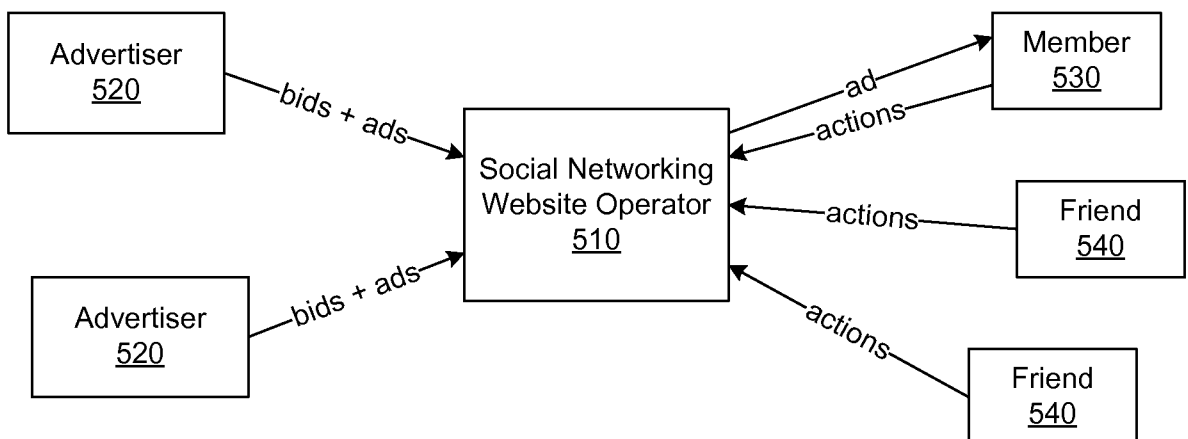 Advertiser
520
bids + ads
Advertiser
520
bids + ads
Social Networking
Website Operator
510
ad
actions
actions
actions
Member
530
Friend
540
Friend
540